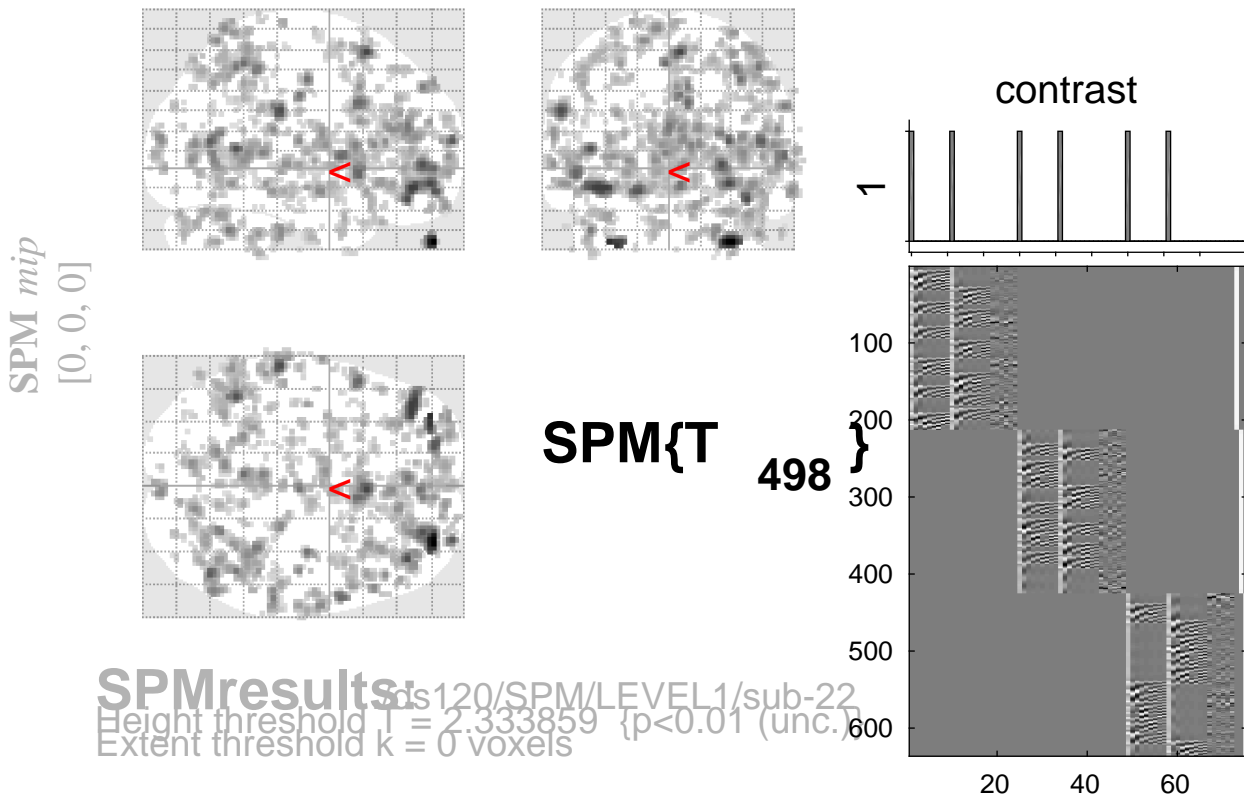 SPM mip
[0, 0, 0]
<
<
<
contrast
1
100
200
300
400
500
600
20 40 60
SPM{T498}
SPMresults: /ds120/SPM/LEVEL1/sub-22
Height threshold T = 2.333859 {p<0.01 (unc.)}
Extent threshold k = 0 voxels